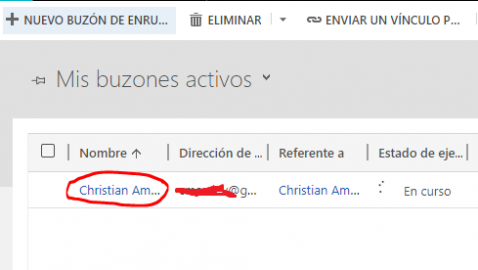 + NUEVO BUZÓN DE ENRU... ELIMINAR ENVIAR UN VÍNCULO P...
Mis buzones activos
Nombre ↑ Dirección de ... Referente a Estado de eje...
Christian Am... @g... Christian Am... En curso